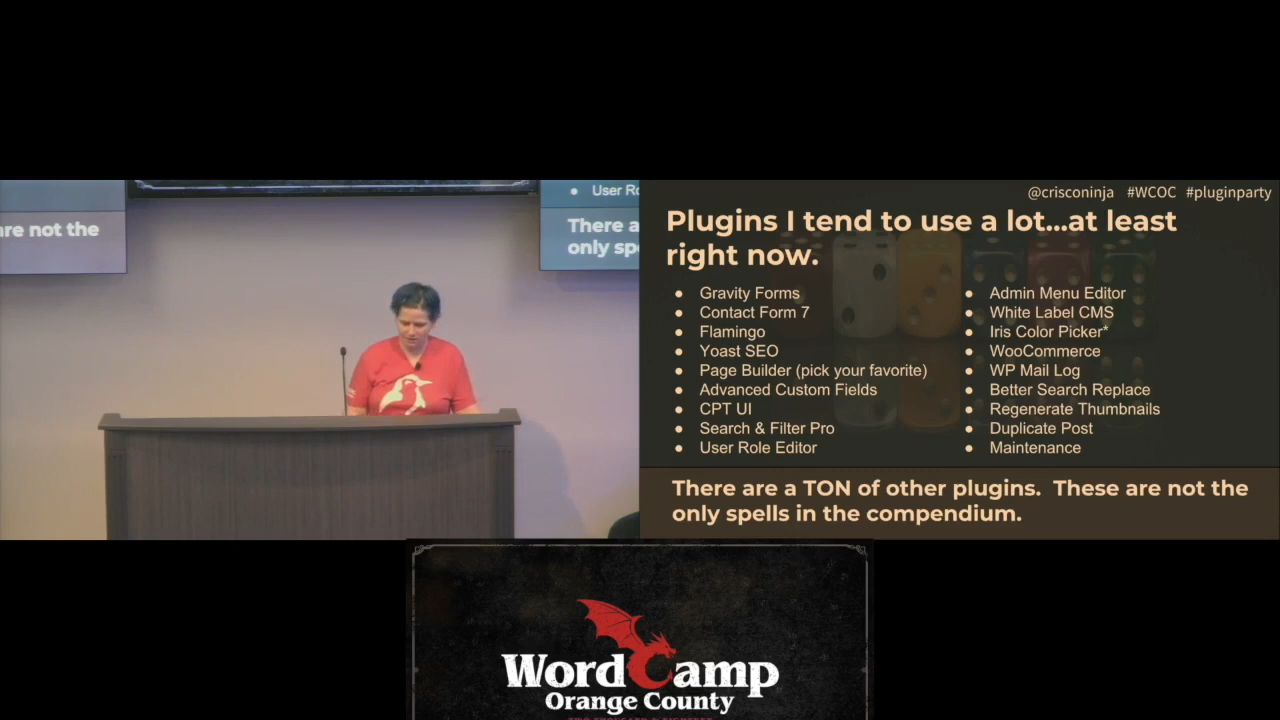 User Ro
are not the
There a
only spe
@crisconinja #WCOC #pluginparty
Plugins I tend to use a lot...at least
right now.
● Gravity Forms
● Contact Form 7
● Flamingo
● Yoast SEO
● Page Builder (pick your favorite)
● Advanced Custom Fields
● CPT UI
● Search & Filter Pro
● User Role Editor
● Admin Menu Editor
● White Label CMS
● Iris Color Picker*
● WooCommerce
● WP Mail Log
● Better Search Replace
● Regenerate Thumbnails
● Duplicate Post
● Maintenance
There are a TON of other plugins. These are not the
only spells in the compendium.
WordCamp
Orange County